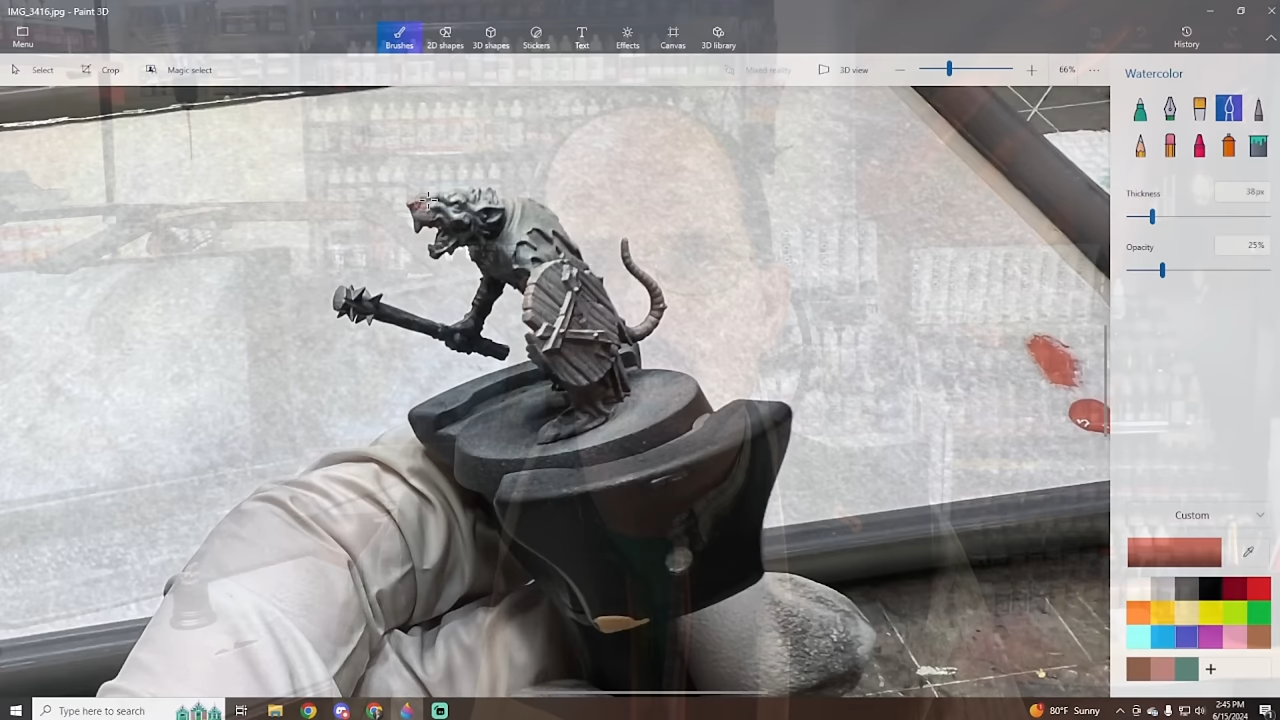 IMG_3416.jpg - Paint 3D
Menu
Brushes
2D shapes
3D shapes
Stickers
Text
Effects
Canvas
3D library
History
Select
Crop
Magic select
Mixed reality
3D view
66%
Watercolor
Thickness
38px
Opacity
25%
Custom
Type here to search
80°F Sunny
2:45 PM
6/15/2024